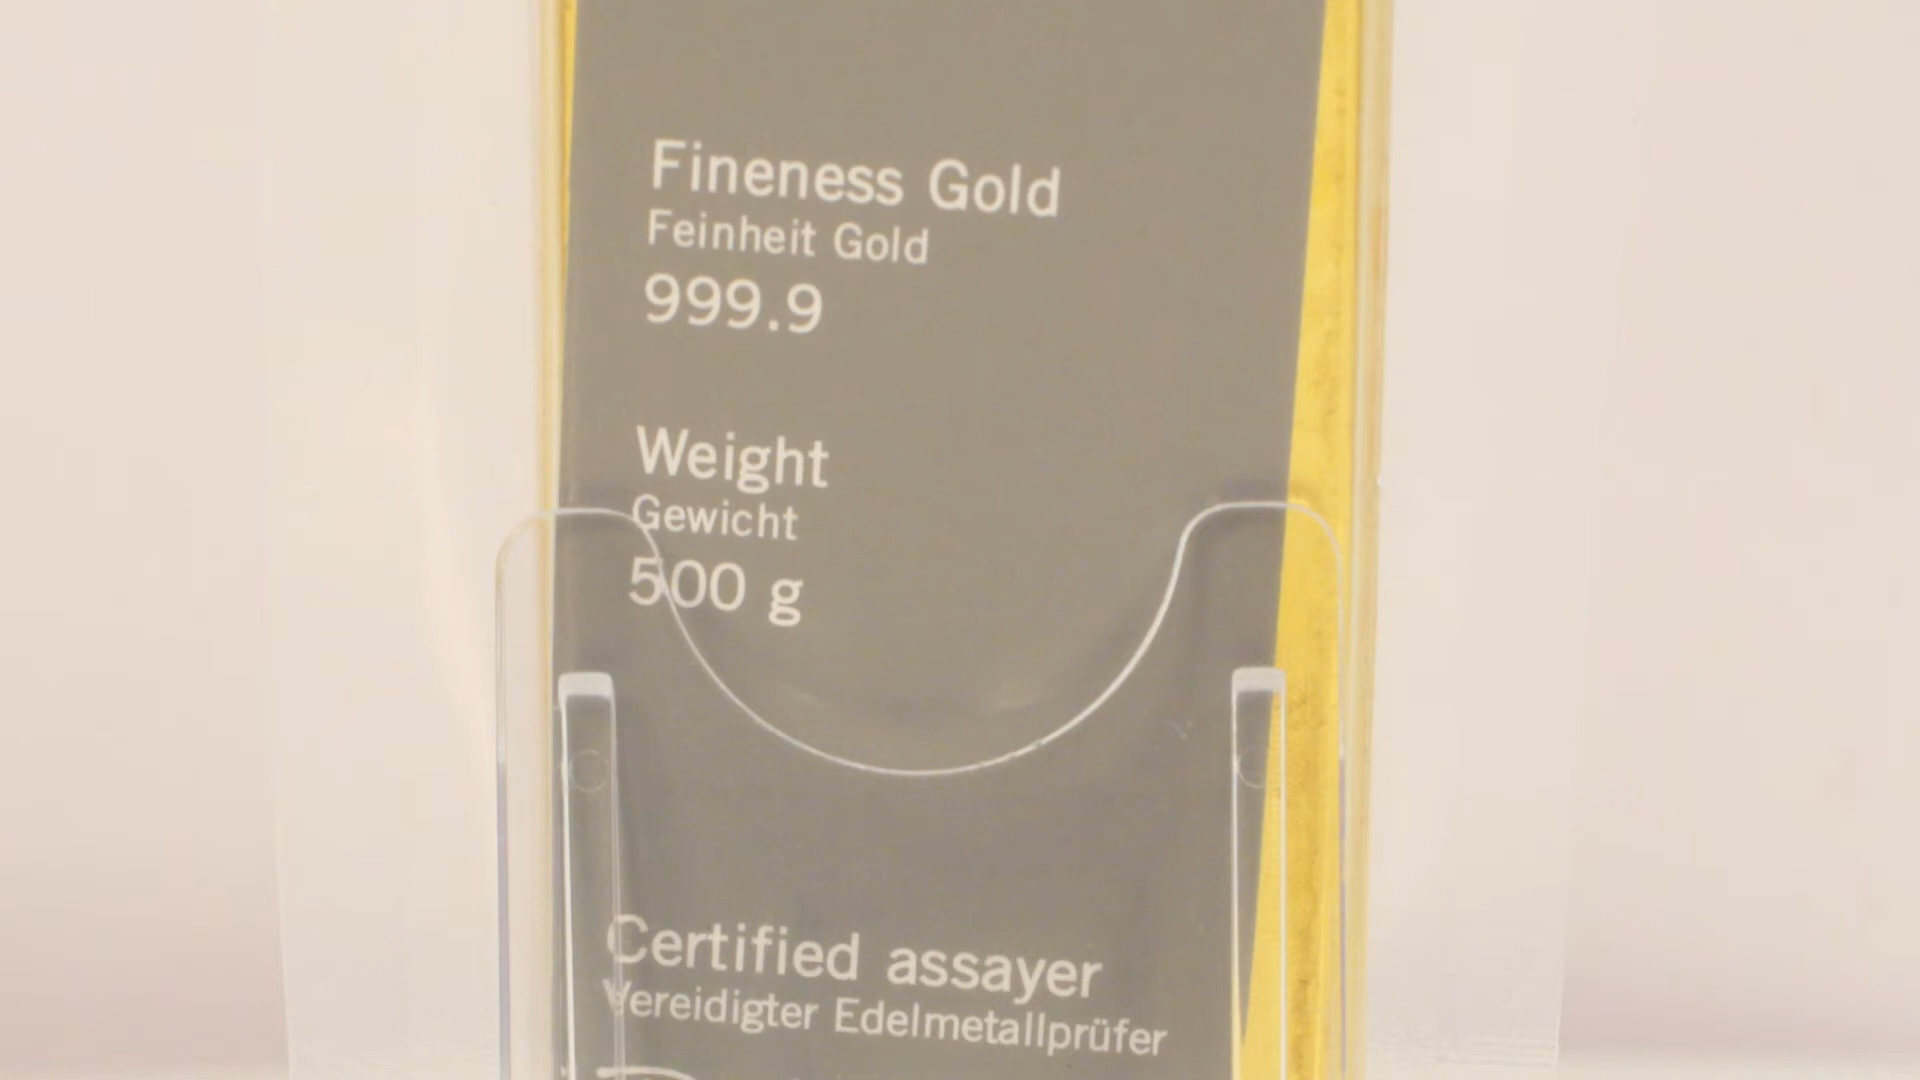 Fineness Gold
Feinheit Gold
999.9
Weight
Gewicht
500 g
Certified assayer
Vereidigter Edelmetallprüfer